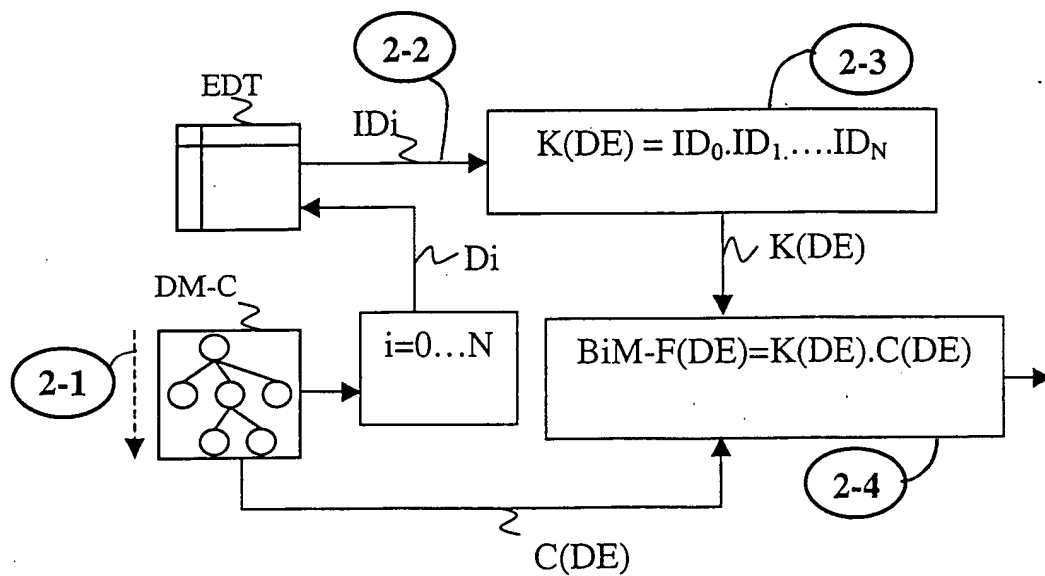 2-2
2-3
EDT
IDi
K(DE) = ID₀.ID₁.….ID_N
Di
K(DE)
DM-C
2-1
i=0…N
BiM-F(DE)=K(DE).C(DE)
2-4
C(DE)